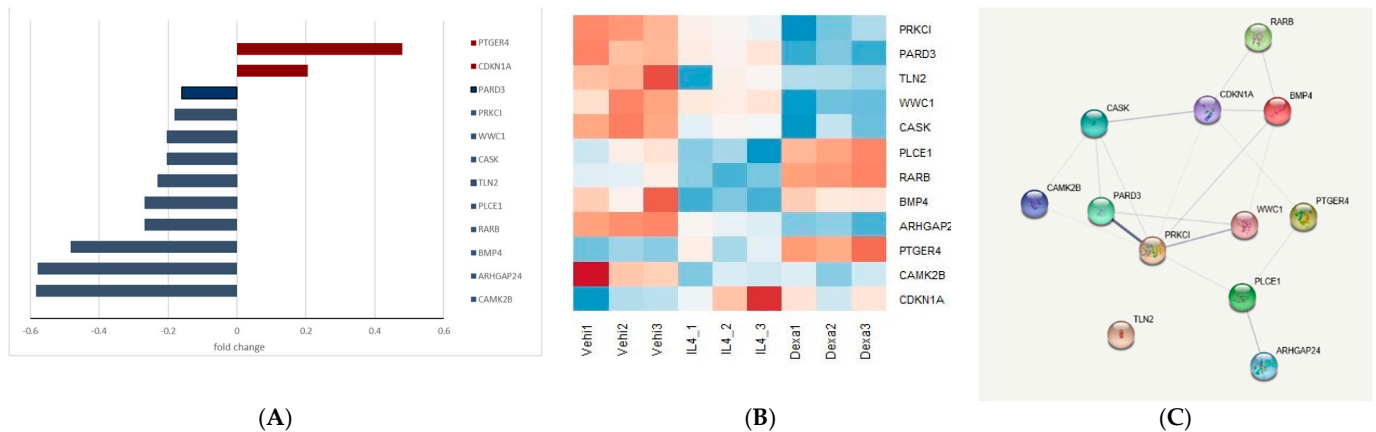 PTGER4
CDKN1A
PARD3
PRKCI
WWC1
CASK
TLN2
PLCE1
RARB
BMP4
ARHGAP24
CAMK2B
-0.6 -0.4 -0.2 0 0.2 0.4 0.6
fold change
(A)
PRKCI
PARD3
TLN2
WWC1
CASK
PLCE1
RARB
BMP4
ARHGAP2
PTGER4
CAMK2B
CDKN1A
Vehi1 Vehi2 Vehi3 IL4_1 IL4_2 IL4_3 Dexa1 Dexa2 Dexa3
(B)
RARB
CDKN1A
BMP4
CASK
CAMK2B
PARD3
WWC1
PTGER4
PRKCI
PLCE1
TLN2
ARHGAP24
(C)